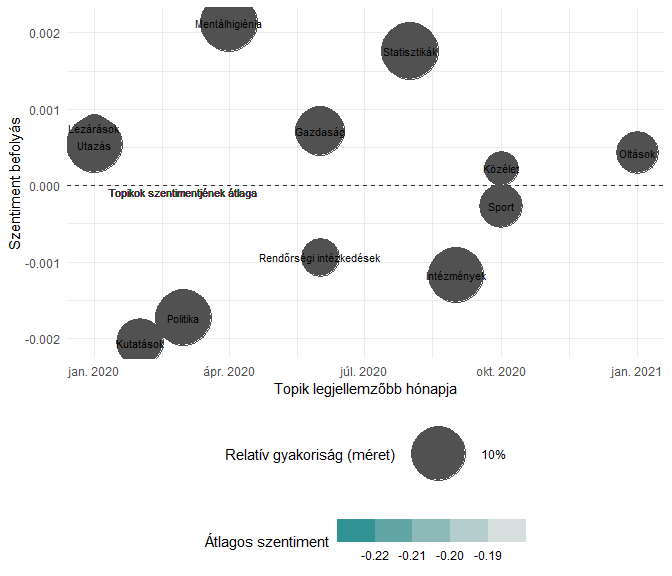 Szentiment befolyás
0.002
0.001
0.000
-0.001
-0.002
Mentálhigiénia
Statisztikák
Lezárások
Utazás
Gazdaság
Közélet
Oltások
Topikok szentimentjének átlaga
Sport
Rendőrségi intézkedések
Intézmények
Politika
Kutatások
jan. 2020
ápr. 2020
júl. 2020
okt. 2020
jan. 2021
Topik legjellemzőbb hónapja
Relatív gyakoriság (méret)
10%
Átlagos szentiment
-0.22
-0.21
-0.20
-0.19